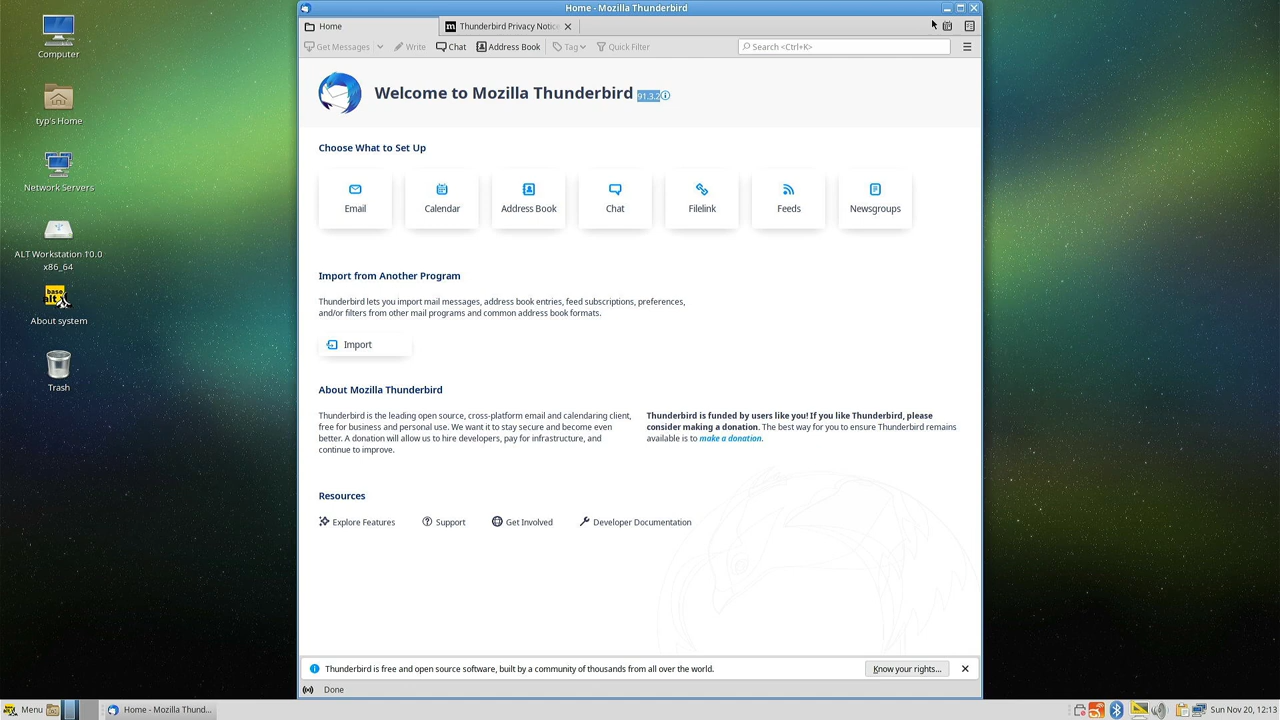 Home - Mozilla Thunderbird
Home
Thunderbird Privacy Notice
Get Messages
Write
Chat
Address Book
Tag
Quick Filter
Search <Ctrl+K>
Computer
typ's Home
Network Servers
ALT Workstation 10.0
x86_64
base
alt
About system
Trash
Welcome to Mozilla Thunderbird 91.3.2
Choose What to Set Up
Email
Calendar
Address Book
Chat
Filelink
Feeds
Newsgroups
Import from Another Program
Thunderbird lets you import mail messages, address book entries, feed subscriptions, preferences,
and/or filters from other mail programs and common address book formats.
Import
About Mozilla Thunderbird
Thunderbird is the leading open source, cross-platform email and calendaring client,
free for business and personal use. We want it to stay secure and become even
better. A donation will allow us to hire developers, pay for infrastructure, and
continue to improve.
Thunderbird is funded by users like you! If you like Thunderbird, please
consider making a donation. The best way for you to ensure Thunderbird remains
available is to make a donation.
Resources
Explore Features
Support
Get Involved
Developer Documentation
Thunderbird is free and open source software, built by a community of thousands from all over the world.
Know your rights...
Done
Menu
Home - Mozilla Thund...
Sun Nov 20, 12:13